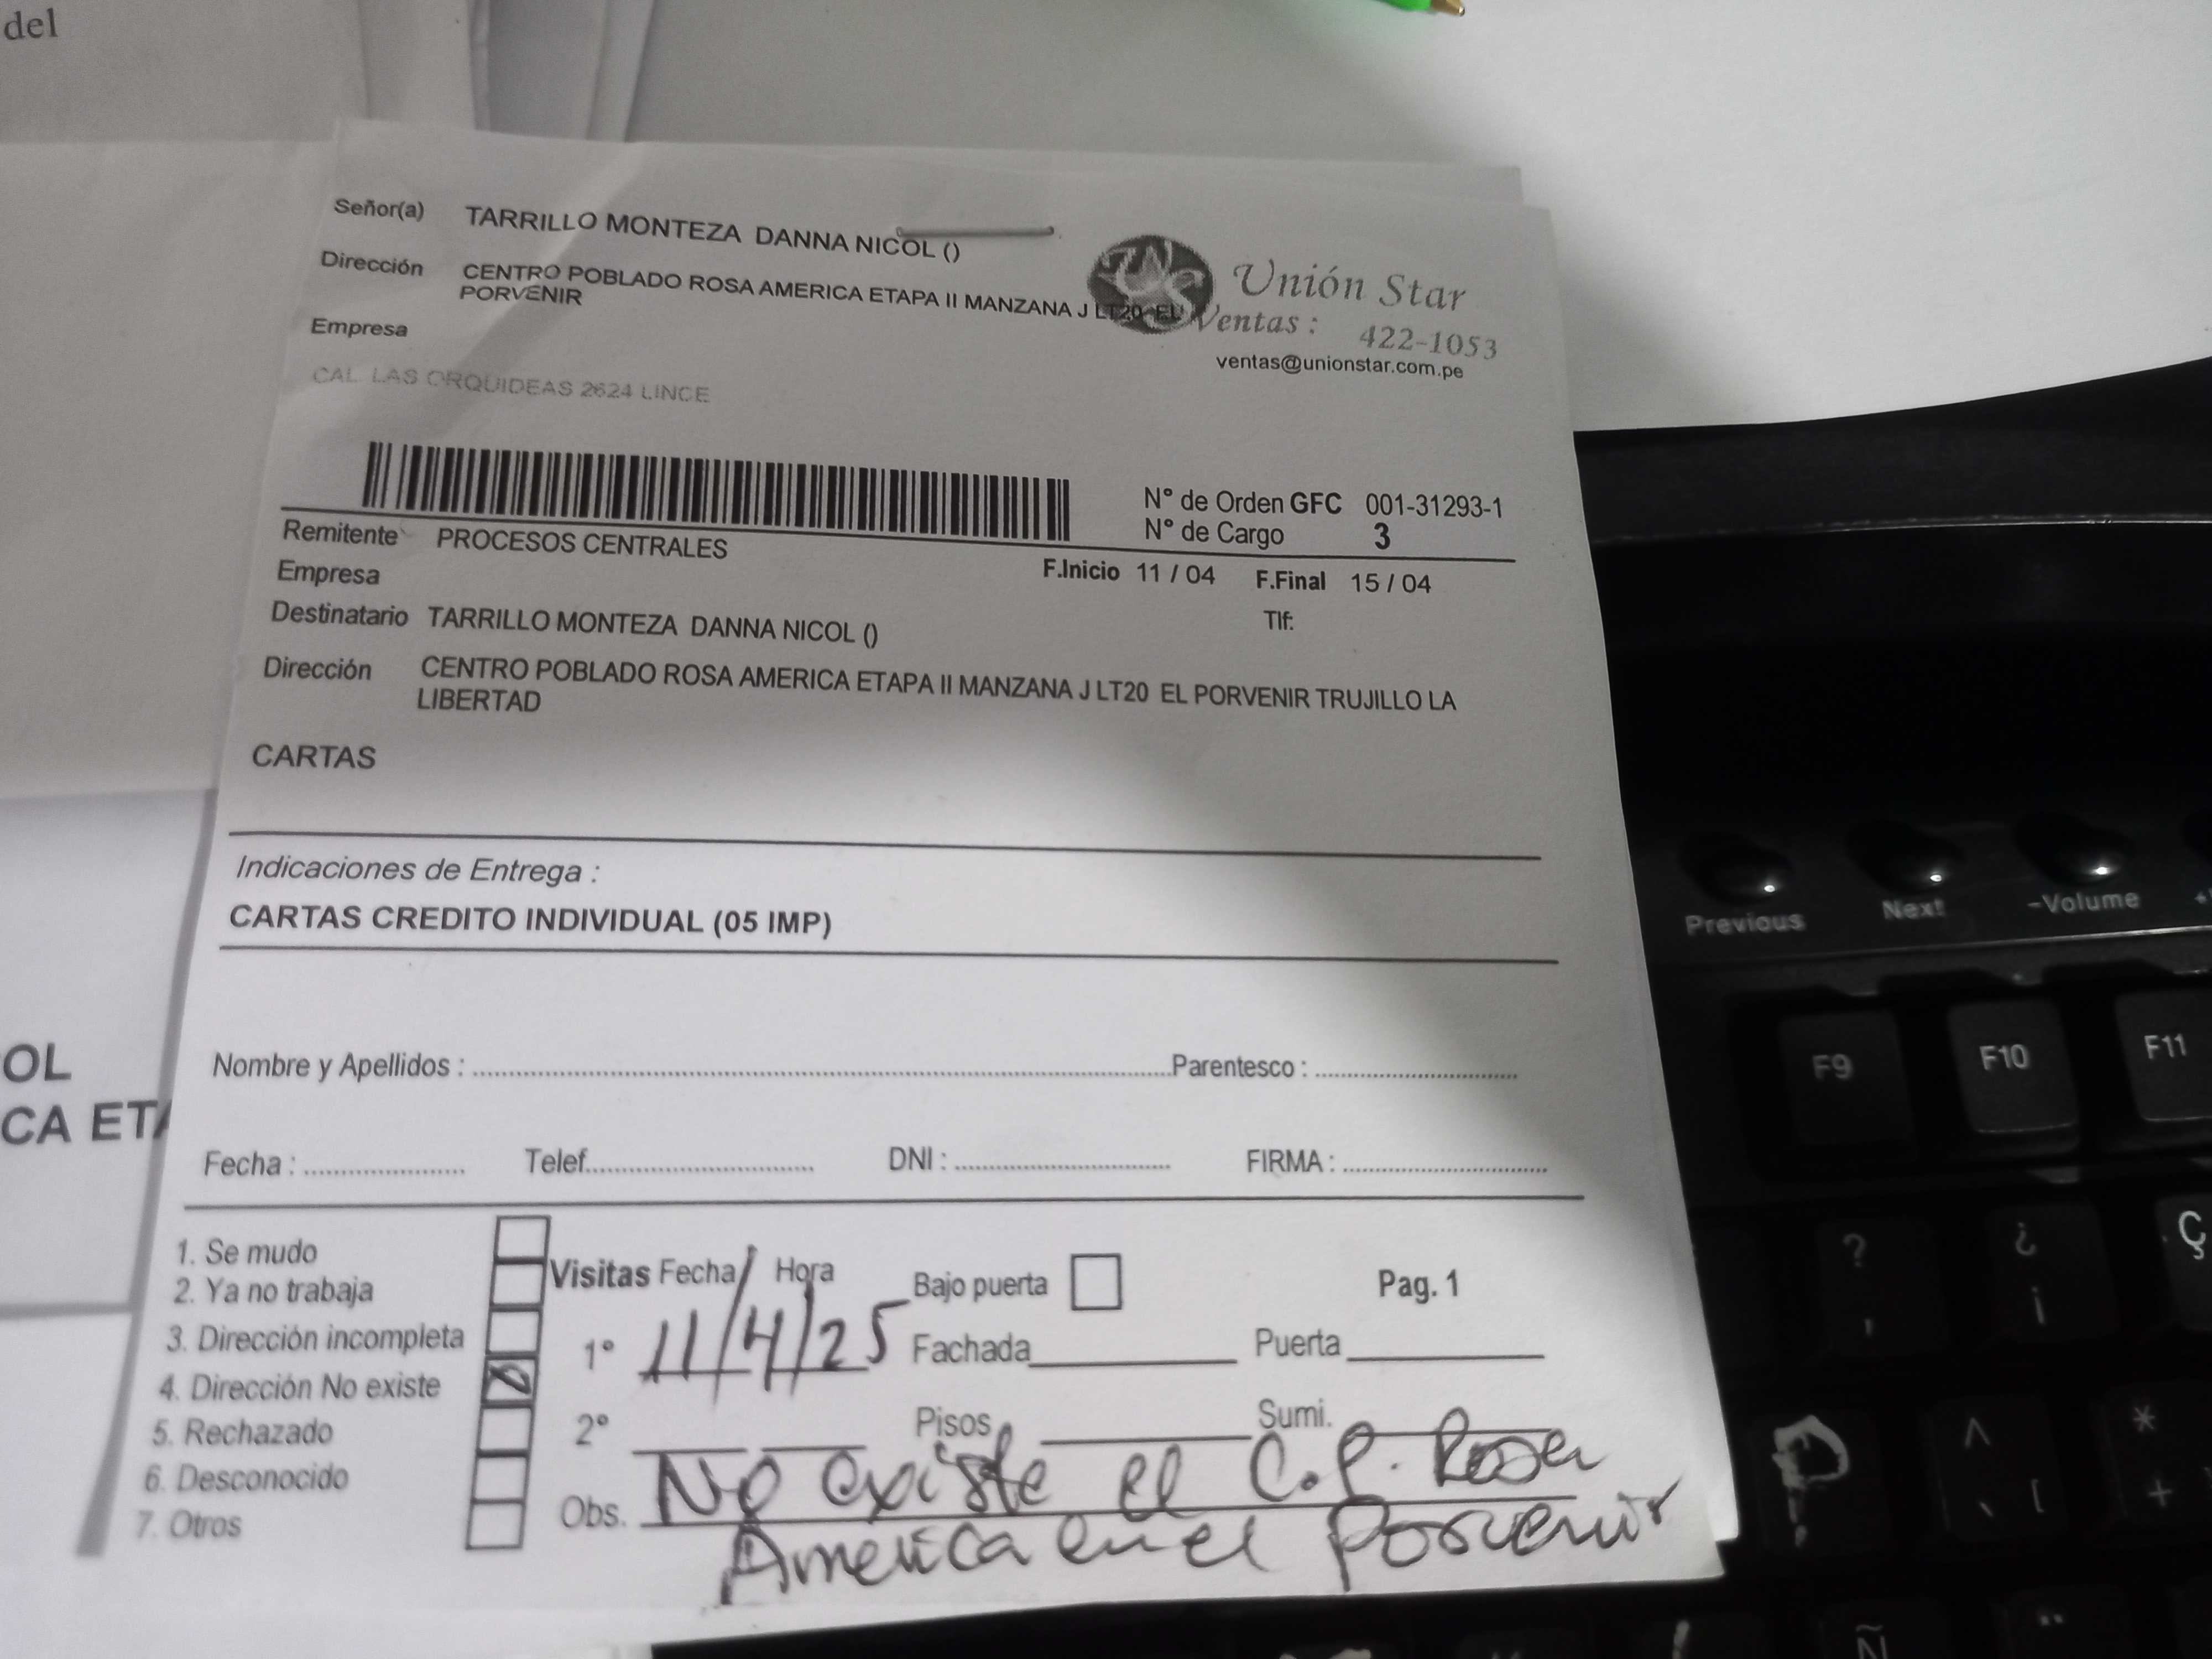 del
Señor(a) TARRILLO MONTEZA DANNA NICOL ()
Dirección CENTRO POBLADO ROSA AMERICA ETAPA II MANZANA J LT20 EL
PORVENIR
Empresa
Unión Star
Ventas : 422-1053
ventas@unionstar.com.pe
CAL. LAS ORQUIDEAS 2624 LINCE
N° de Orden GFC 001-31293-1
N° de Cargo 3
Remitente PROCESOS CENTRALES
Empresa F.Inicio 11 / 04 F.Final 15 / 04
Destinatario TARRILLO MONTEZA DANNA NICOL () Tlf:
Dirección CENTRO POBLADO ROSA AMERICA ETAPA II MANZANA J LT20 EL PORVENIR TRUJILLO LA
LIBERTAD
CARTAS
Indicaciones de Entrega :
CARTAS CREDITO INDIVIDUAL (05 IMP)
Nombre y Apellidos : Parentesco :
Fecha : Telef. DNI : FIRMA :
1. Se mudo
2. Ya no trabaja
3. Dirección incompleta
4. Dirección No existe
5. Rechazado
6. Desconocido
7. Otros
Visitas Fecha Hora Bajo puerta Pag. 1
1° 11/4/25 Fachada Puerta
2° Pisos Sumi.
Obs. No existe el C.P. Rosa
America en el Porvenir
OL
CA ETA
Previous Next -Volume
F9 F10 F11
? ¿ Ç
, ¡
^ *
` [ +
Ñ ¨